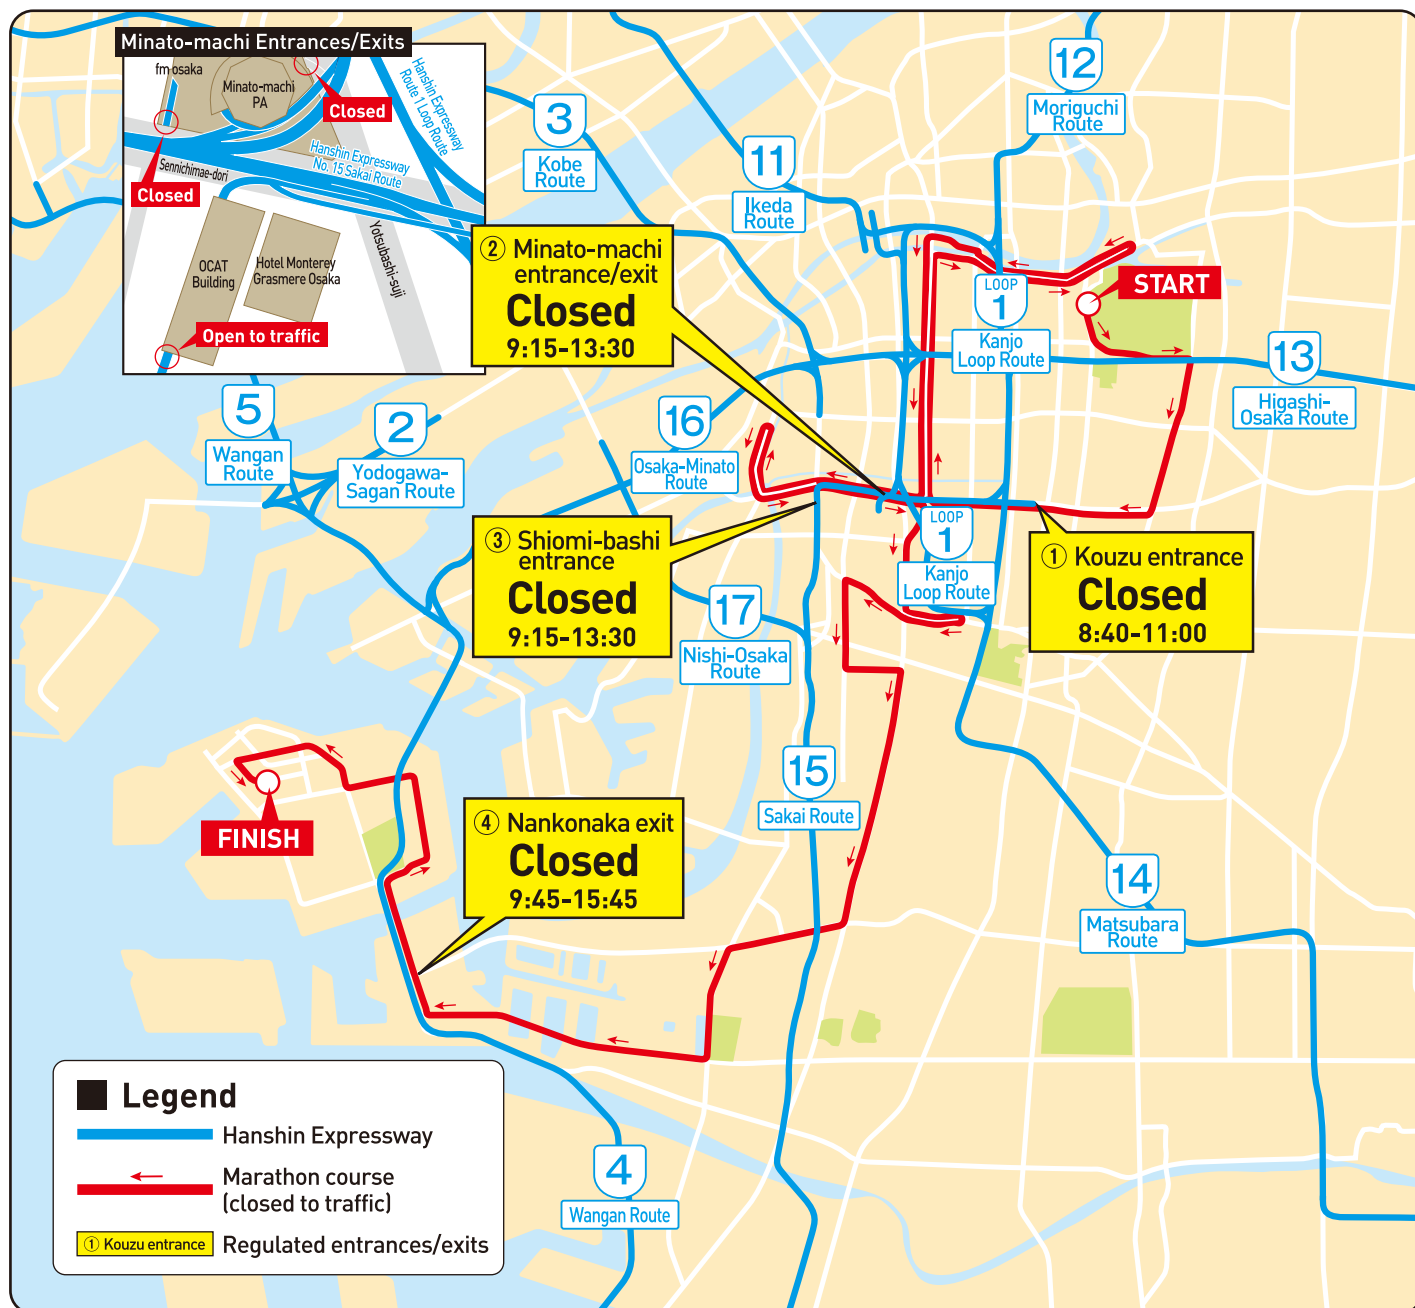 Minato-machi Entrances/Exits
fm osaka
Minato-machi
PA
Closed
Hanshin Expressway
Route 1 Loop Route
Hanshin Expressway
No. 15 Sakai Route
Sennichimae-dori
Closed
Yotsubashi-suji
OCAT
Building
Hotel Monterey
Grasmere Osaka
Open to traffic
3
Kobe
Route
11
Ikeda
Route
12
Moriguchi
Route
② Minato-machi
entrance/exit
Closed
9:15-13:30
START
LOOP
1
Kanjo
Loop Route
13
Higashi-
Osaka Route
5
Wangan
Route
2
Yodogawa-
Sagan Route
16
Osaka-Minato
Route
③ Shiomi-bashi
entrance
Closed
9:15-13:30
LOOP
1
Kanjo
Loop Route
① Kouzu entrance
Closed
8:40-11:00
17
Nishi-Osaka
Route
15
Sakai Route
FINISH
④ Nankonaka exit
Closed
9:45-15:45
14
Matsubara
Route
4
Wangan Route
Legend
Hanshin Expressway
Marathon course
(closed to traffic)
① Kouzu entrance
Regulated entrances/exits